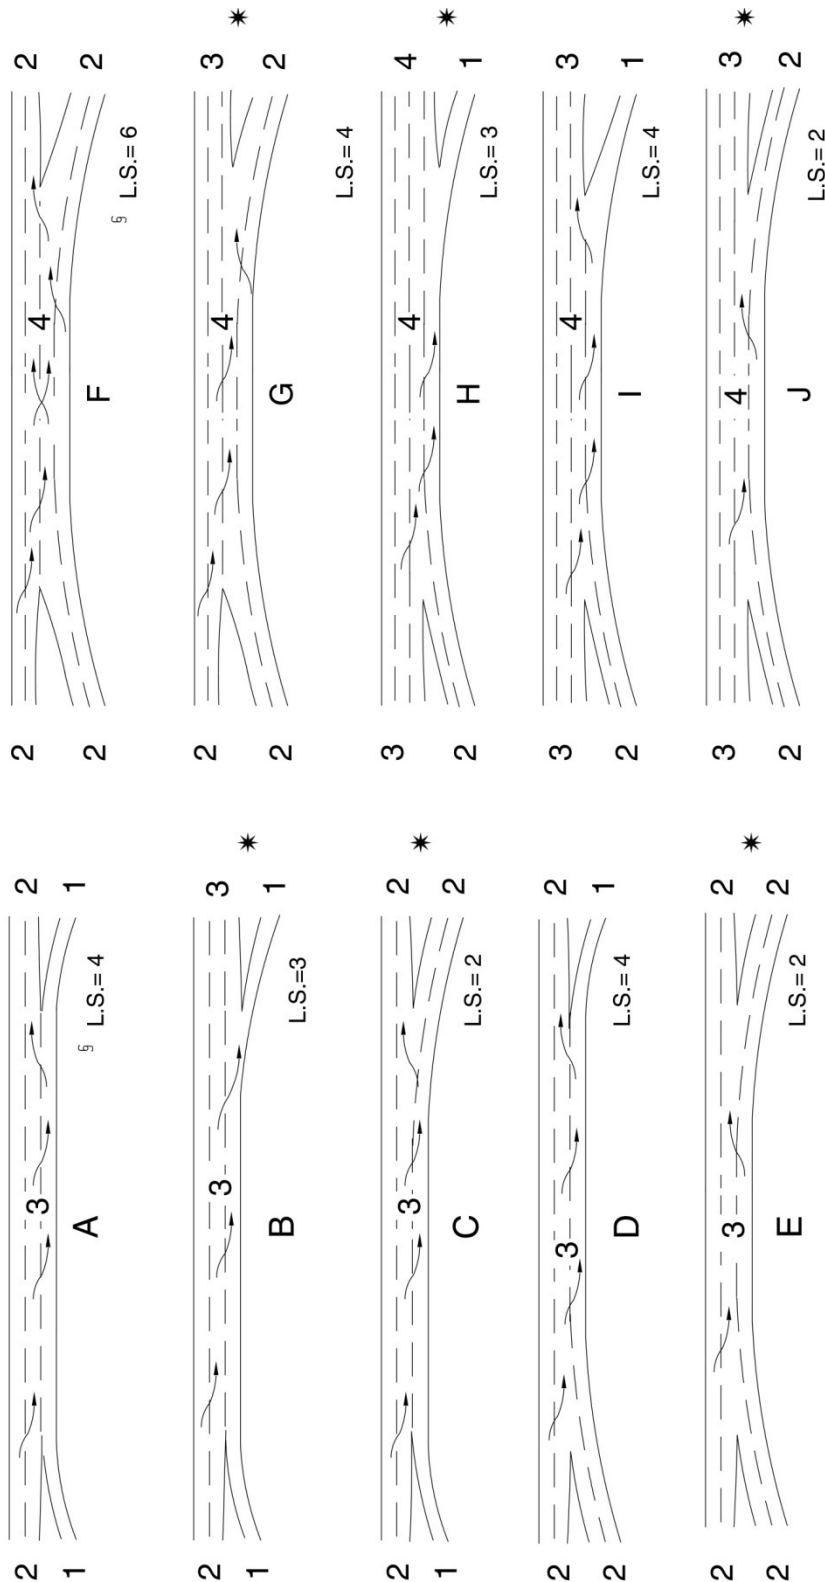 2 3 2
1 1
A L.S.= 4
2 3 3
1 1 ✷
B L.S.=3
2 3 2
1 2 ✷
C L.S.= 2
2 3 2
2 1
D L.S.= 4
2 3 2
2 2 ✷
E L.S.= 2
2 4 2
2 2
F L.S.= 6
2 4 3
2 2 ✷
G L.S.= 4
3 4 4
2 1 ✷
H L.S.= 3
3 4 3
2 1
I L.S.= 4
3 4 3
2 2 ✷
J L.S.= 2